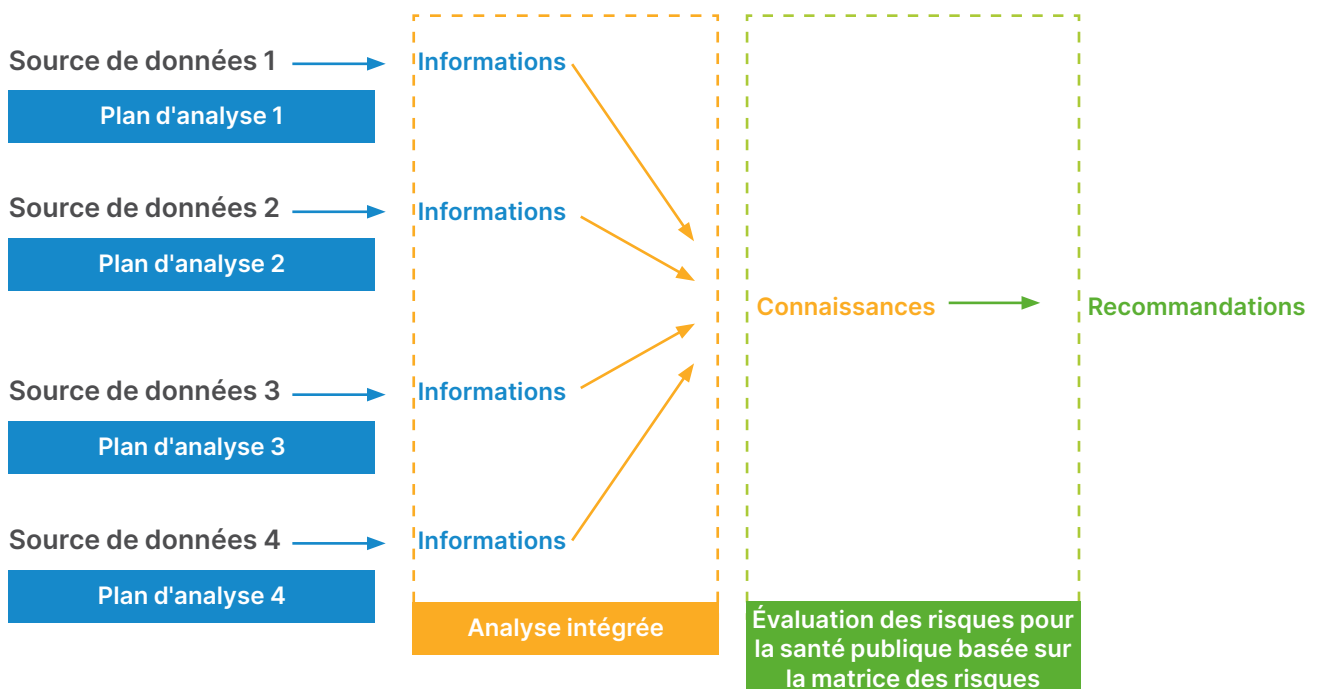 Source de données 1
Informations
Plan d'analyse 1
Source de données 2
Informations
Plan d'analyse 2
Connaissances
Recommandations
Source de données 3
Informations
Plan d'analyse 3
Source de données 4
Informations
Plan d'analyse 4
Analyse intégrée
Évaluation des risques pour
la santé publique basée sur
la matrice des risques